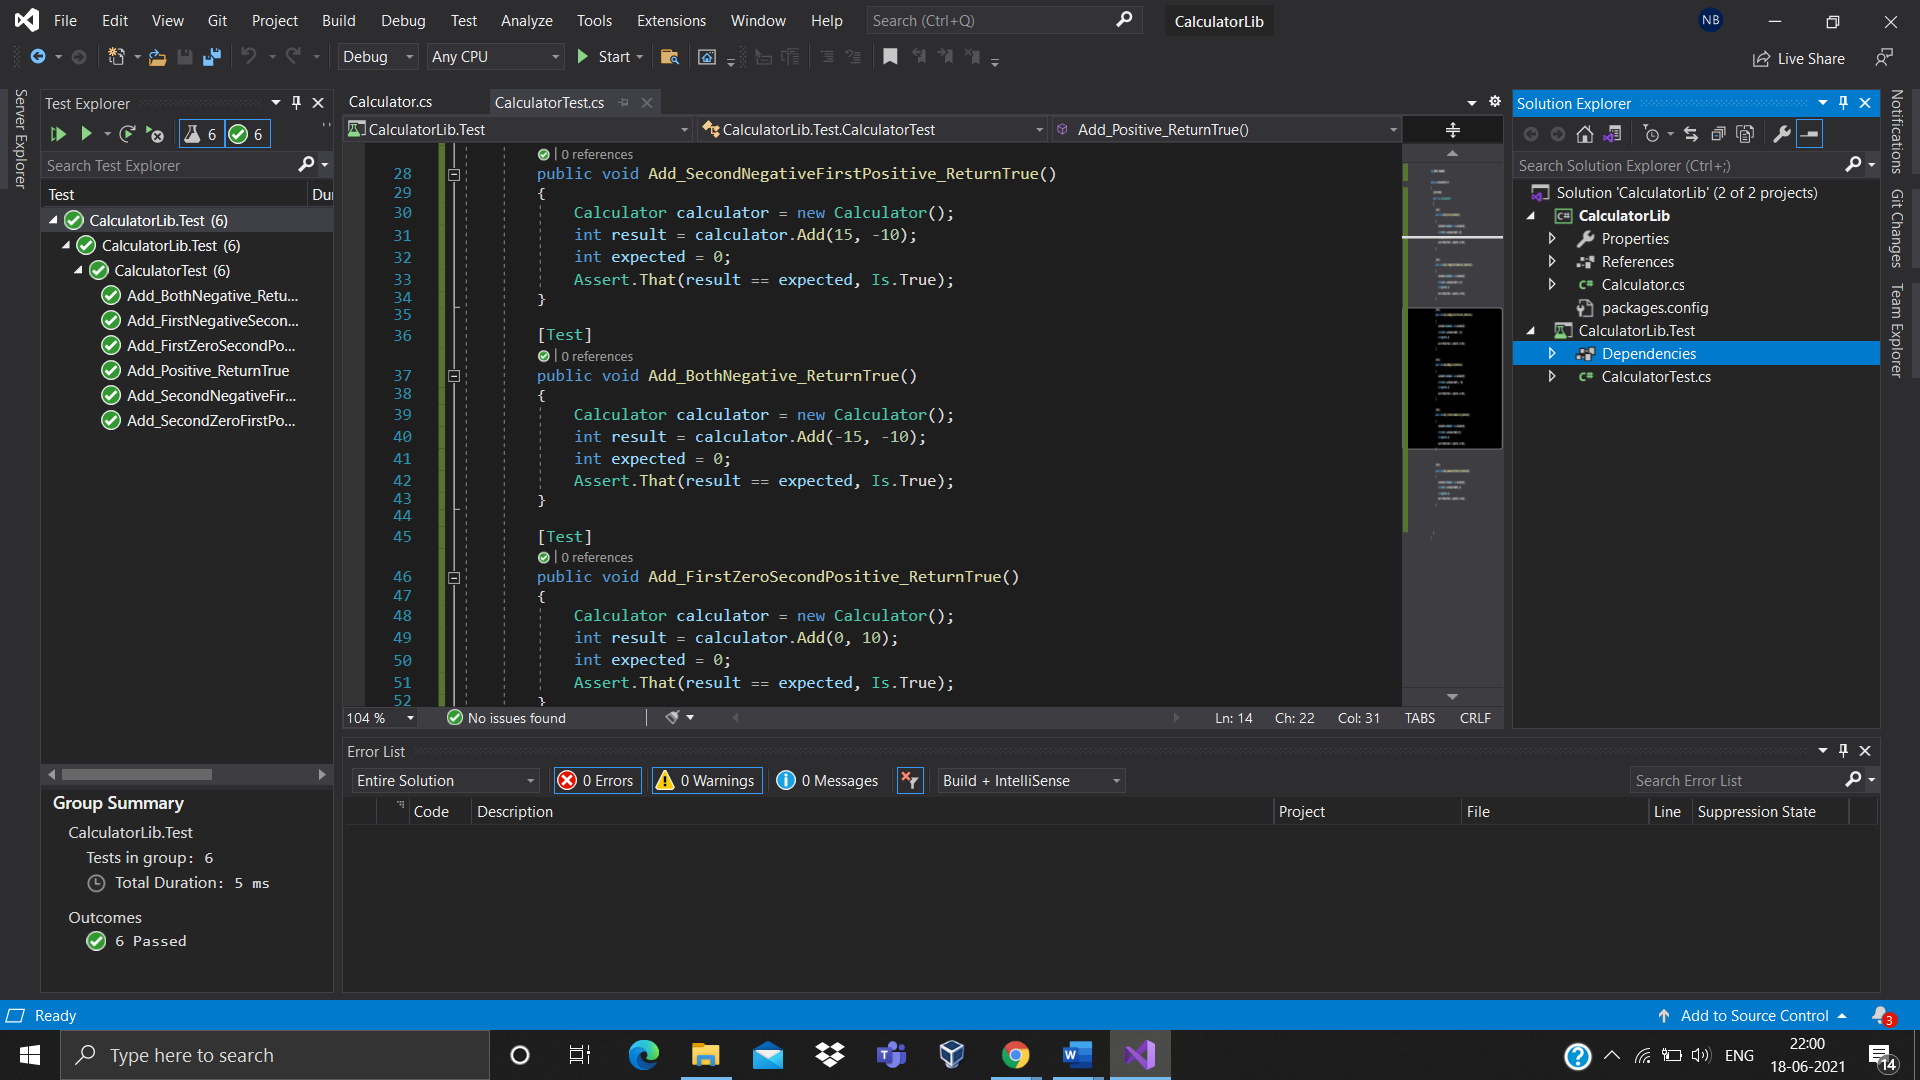 File Edit View Git Project Build Debug Test Analyze Tools Extensions Window Help Search (Ctrl+Q) CalculatorLib NB
Debug Any CPU Start Live Share
Server Explorer
Test Explorer
6 6
Search Test Explorer
Test Du
CalculatorLib.Test (6)
CalculatorLib.Test (6)
CalculatorTest (6)
Add_BothNegative_Retu...
Add_FirstNegativeSecon...
Add_FirstZeroSecondPo...
Add_Positive_ReturnTrue
Add_SecondNegativeFir...
Add_SecondZeroFirstPo...
Group Summary
CalculatorLib.Test
Tests in group: 6
Total Duration: 5 ms
Outcomes
6 Passed
Calculator.cs CalculatorTest.cs
CalculatorLib.Test CalculatorLib.Test.CalculatorTest Add_Positive_ReturnTrue()
0 references
28 public void Add_SecondNegativeFirstPositive_ReturnTrue()
29 {
30 Calculator calculator = new Calculator();
31 int result = calculator.Add(15, -10);
32 int expected = 0;
33 Assert.That(result == expected, Is.True);
34 }
35
36 [Test]
0 references
37 public void Add_BothNegative_ReturnTrue()
38 {
39 Calculator calculator = new Calculator();
40 int result = calculator.Add(-15, -10);
41 int expected = 0;
42 Assert.That(result == expected, Is.True);
43 }
44
45 [Test]
0 references
46 public void Add_FirstZeroSecondPositive_ReturnTrue()
47 {
48 Calculator calculator = new Calculator();
49 int result = calculator.Add(0, 10);
50 int expected = 0;
51 Assert.That(result == expected, Is.True);
52 }
104 % No issues found Ln: 14 Ch: 22 Col: 31 TABS CRLF
Error List
Entire Solution 0 Errors 0 Warnings 0 Messages Build + IntelliSense Search Error List
Code Description Project File Line Suppression State
Solution Explorer
Search Solution Explorer (Ctrl+;)
Solution 'CalculatorLib' (2 of 2 projects)
C# CalculatorLib
Properties
References
C# Calculator.cs
packages.config
CalculatorLib.Test
Dependencies
C# CalculatorTest.cs
Notifications
Git Changes
Team Explorer
Ready Add to Source Control 3
Type here to search ENG 22:00
18-06-2021
14